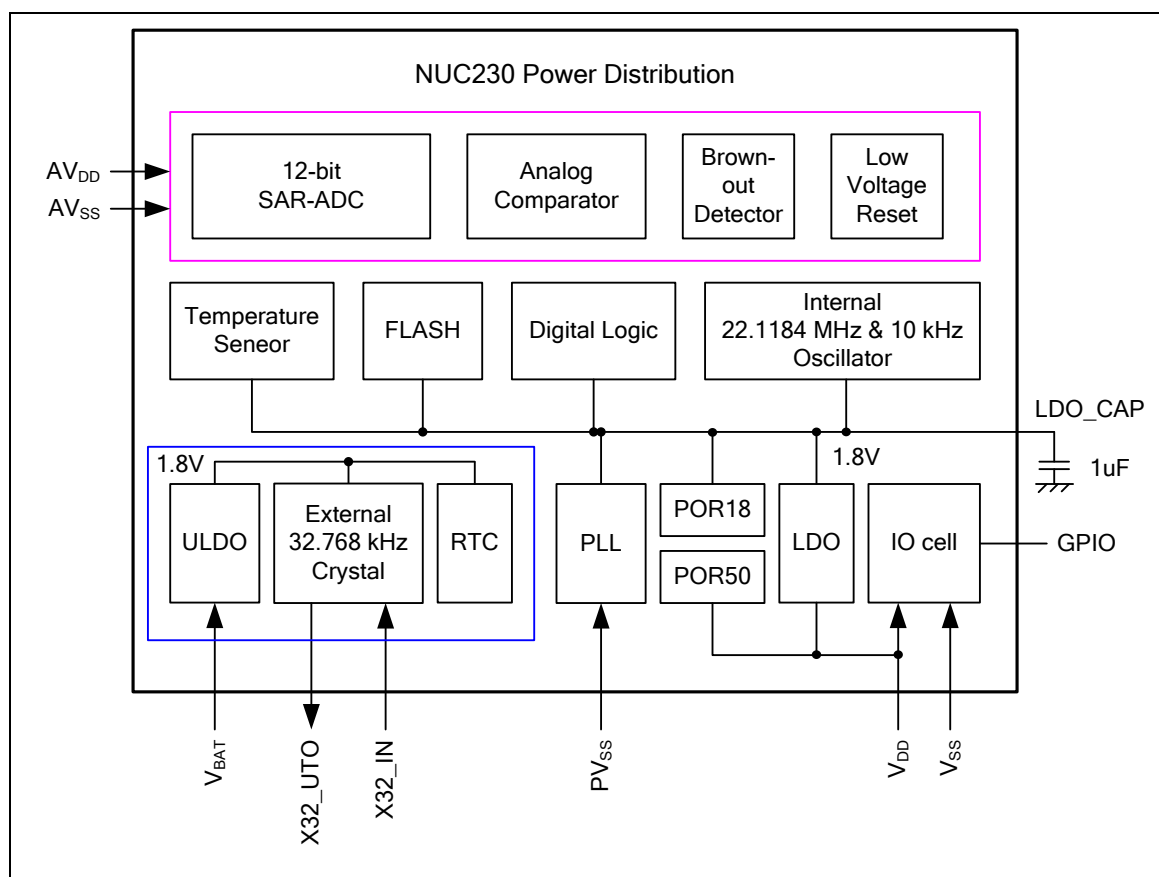 NUC230 Power Distribution
AVDD
AVSS
12-bit
SAR-ADC
Analog
Comparator
Brown-
out
Detector
Low
Voltage
Reset
Temperature
Seneor
FLASH
Digital Logic
Internal
22.1184 MHz & 10 kHz
Oscillator
LDO_CAP
1uF
1.8V
ULDO
External
32.768 kHz
Crystal
RTC
PLL
POR18
POR50
1.8V
LDO
IO cell
GPIO
VBAT
X32_UTO
X32_IN
PVSS
VDD
VSS